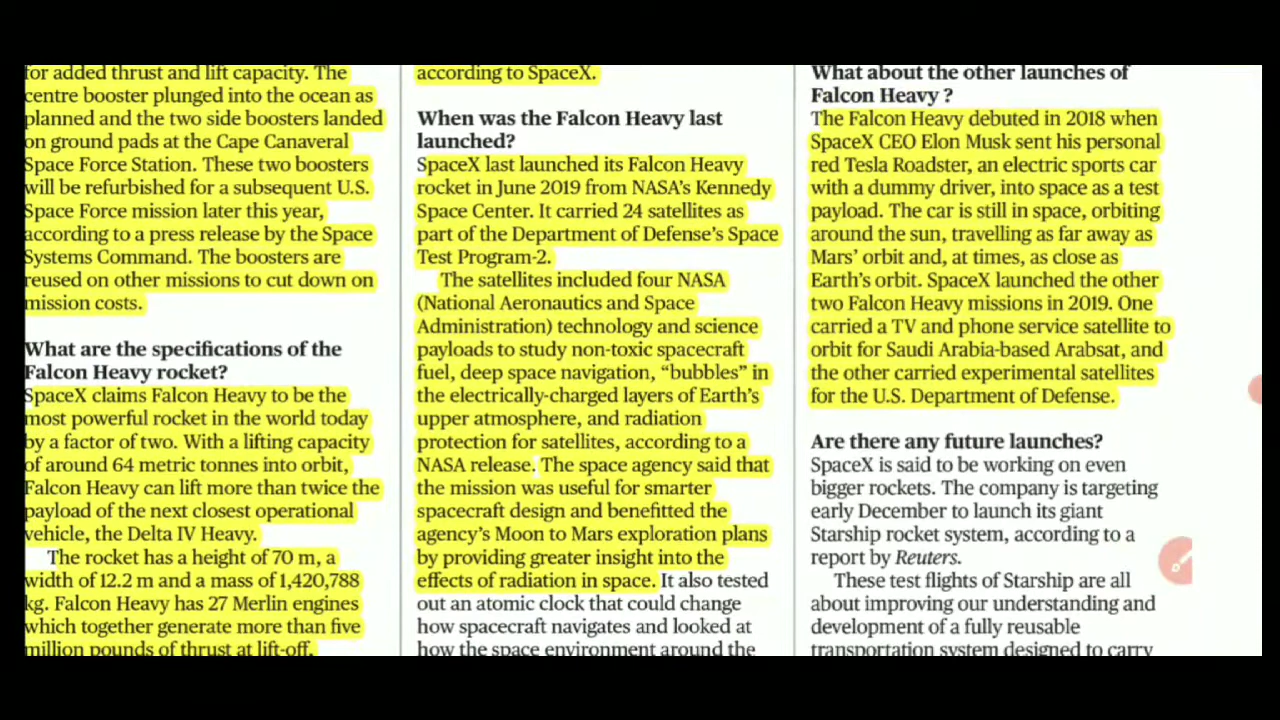 for added thrust and lift capacity. The
centre booster plunged into the ocean as
planned and the two side boosters landed
on ground pads at the Cape Canaveral
Space Force Station. These two boosters
will be refurbished for a subsequent U.S.
Space Force mission later this year,
according to a press release by the Space
Systems Command. The boosters are
reused on other missions to cut down on
mission costs.
What are the specifications of the
Falcon Heavy rocket?
SpaceX claims Falcon Heavy to be the
most powerful rocket in the world today
by a factor of two. With a lifting capacity
of around 64 metric tonnes into orbit,
Falcon Heavy can lift more than twice the
payload of the next closest operational
vehicle, the Delta IV Heavy.
The rocket has a height of 70 m, a
width of 12.2 m and a mass of 1,420,788
kg. Falcon Heavy has 27 Merlin engines
which together generate more than five
million pounds of thrust at lift-off,
according to SpaceX.
When was the Falcon Heavy last
launched?
SpaceX last launched its Falcon Heavy
rocket in June 2019 from NASA's Kennedy
Space Center. It carried 24 satellites as
part of the Department of Defense's Space
Test Program-2.
The satellites included four NASA
(National Aeronautics and Space
Administration) technology and science
payloads to study non-toxic spacecraft
fuel, deep space navigation, “bubbles” in
the electrically-charged layers of Earth's
upper atmosphere, and radiation
protection for satellites, according to a
NASA release. The space agency said that
the mission was useful for smarter
spacecraft design and benefitted the
agency's Moon to Mars exploration plans
by providing greater insight into the
effects of radiation in space. It also tested
out an atomic clock that could change
how spacecraft navigates and looked at
how the space environment around the
What about the other launches of
Falcon Heavy ?
The Falcon Heavy debuted in 2018 when
SpaceX CEO Elon Musk sent his personal
red Tesla Roadster, an electric sports car
with a dummy driver, into space as a test
payload. The car is still in space, orbiting
around the sun, travelling as far away as
Mars' orbit and, at times, as close as
Earth's orbit. SpaceX launched the other
two Falcon Heavy missions in 2019. One
carried a TV and phone service satellite to
orbit for Saudi Arabia-based Arabsat, and
the other carried experimental satellites
for the U.S. Department of Defense.
Are there any future launches?
SpaceX is said to be working on even
bigger rockets. The company is targeting
early December to launch its giant
Starship rocket system, according to a
report by Reuters.
These test flights of Starship are all
about improving our understanding and
development of a fully reusable
transportation system designed to carry